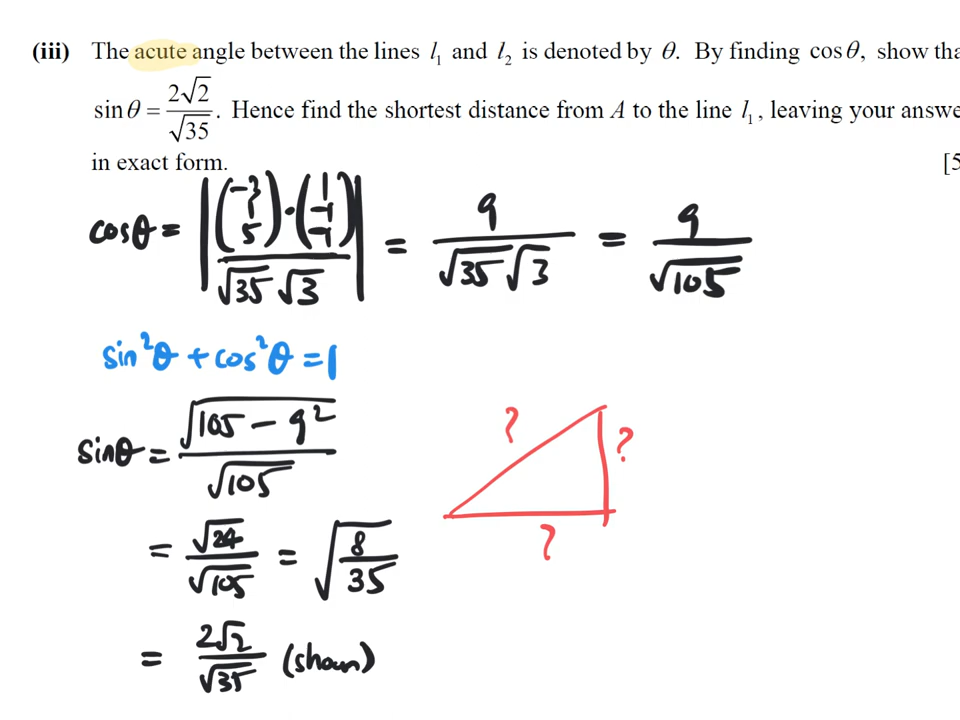 (iii) The acute angle between the lines l₁ and l₂ is denoted by θ. By finding cosθ, show tha
sinθ = 2√2/√35. Hence find the shortest distance from A to the line l₁, leaving your answe
in exact form. [5
cosθ = |(-3 1 5)·(1 -1 -1) / √35 √3| = 9/(√35 √3) = 9/√105
sin²θ + cos²θ = 1
sinθ = √(105 - 9²)/√105
? ?
?
= √24/√105 = √(8/35)
= 2√2/√35 (shown)